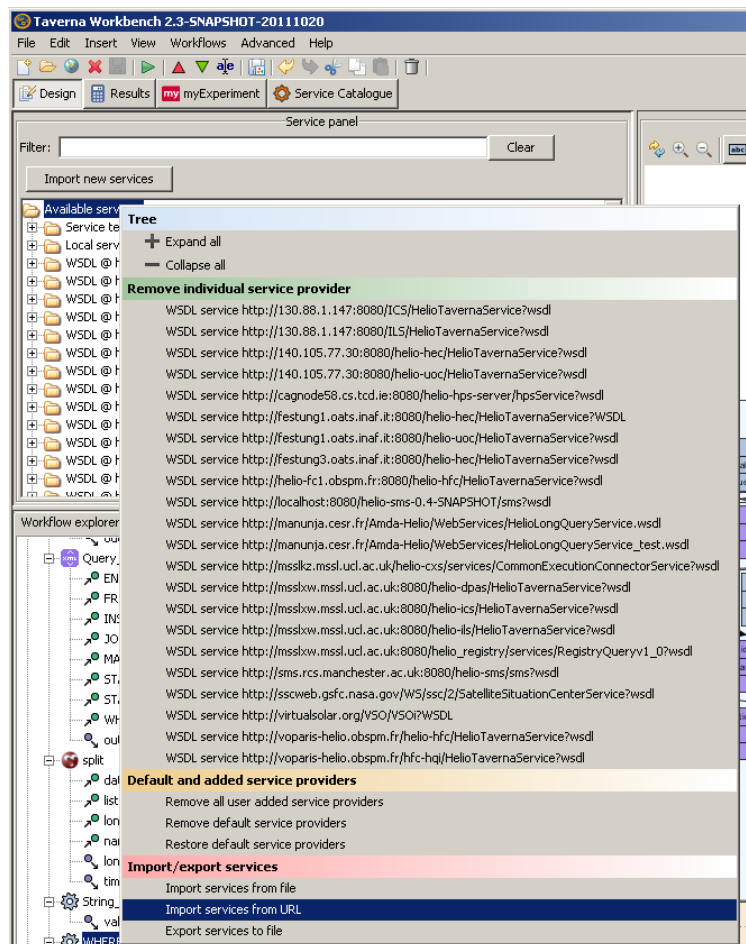 Taverna Workbench 2.3-SNAPSHOT-20111020
File Edit Insert View Workflows Advanced Help
Design Results my myExperiment Service Catalogue
Service panel
Filter: Clear
Import new services
Available serv
Service te
Local serv
WSDL @ h
WSDL @ h
WSDL @ h
WSDL @ h
WSDL @ h
WSDL @ h
WSDL @ h
WSDL @ h
WSDL @ h
WSDL @ h
WSDL @ h
WSDL @ h
WSDL @ h
WSDL @ h
Tree
Expand all
Collapse all
Remove individual service provider
WSDL service http://130.88.1.147:8080/ICS/HelioTavernaService?wsdl
WSDL service http://130.88.1.147:8080/ILS/HelioTavernaService?wsdl
WSDL service http://140.105.77.30:8080/helio-hec/HelioTavernaService?wsdl
WSDL service http://140.105.77.30:8080/helio-uoc/HelioTavernaService?wsdl
WSDL service http://cagnode58.cs.tcd.ie:8080/helio-hps-server/hpsService?wsdl
WSDL service http://festung1.oats.inaf.it:8080/helio-hec/HelioTavernaService?WSDL
WSDL service http://festung1.oats.inaf.it:8080/helio-uoc/HelioTavernaService?wsdl
WSDL service http://festung3.oats.inaf.it:8080/helio-hec/HelioTavernaService?wsdl
WSDL service http://helio-fc1.obspm.fr:8080/helio-hfc/HelioTavernaService?wsdl
WSDL service http://localhost:8080/helio-sms-0.4-SNAPSHOT/sms?wsdl
WSDL service http://manunja.cesr.fr/Amda-Helio/WebServices/HelioLongQueryService.wsdl
WSDL service http://manunja.cesr.fr/Amda-Helio/WebServices/HelioLongQueryService_test.wsdl
WSDL service http://msslkz.mssl.ucl.ac.uk/helio-cxs/services/CommonExecutionConnectorService?wsdl
WSDL service http://msslxw.mssl.ucl.ac.uk:8080/helio-dpas/HelioTavernaService?wsdl
WSDL service http://msslxw.mssl.ucl.ac.uk:8080/helio-ics/HelioTavernaService?wsdl
WSDL service http://msslxw.mssl.ucl.ac.uk:8080/helio-ils/HelioTavernaService?wsdl
WSDL service http://msslxw.mssl.ucl.ac.uk:8080/helio_registry/services/RegistryQueryv1_0?wsdl
WSDL service http://sms.rcs.manchester.ac.uk:8080/helio-sms/sms?wsdl
WSDL service http://sscweb.gsfc.nasa.gov/WS/ssc/2/SatelliteSituationCenterService?wsdl
WSDL service http://virtualsolar.org/VSO/VSOi?WSDL
WSDL service http://voparis-helio.obspm.fr/helio-hfc/HelioTavernaService?wsdl
WSDL service http://voparis-helio.obspm.fr/hfc-hqi/HelioTavernaService?wsdl
Default and added service providers
Remove all user added service providers
Remove default service providers
Restore default service providers
Import/export services
Import services from file
Import services from URL
Export services to file
Workflow explorer
Query_
EN
FR
INS
JO
MA
ST
ST
WH
ou
split
dat
list
lon
nar
lon
tim
String_
val
WHERE